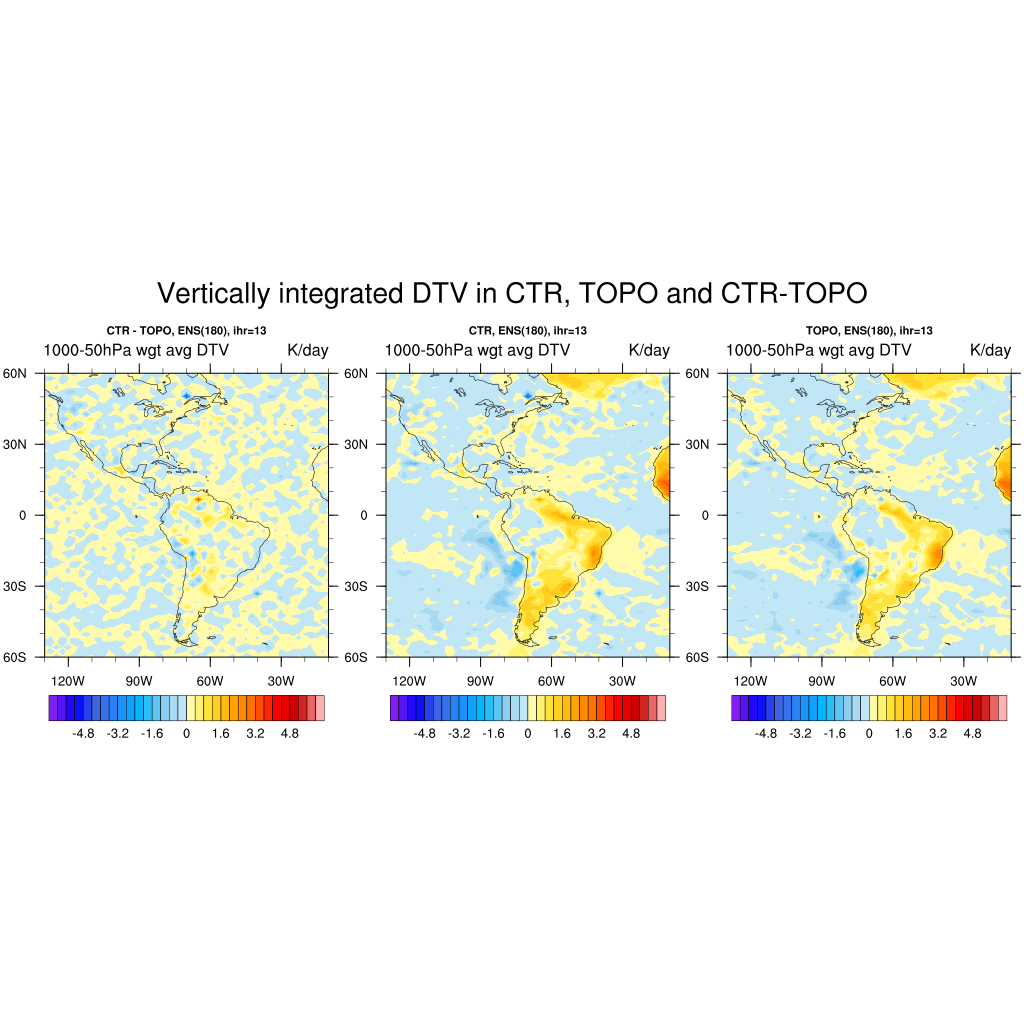 Vertically integrated DTV in CTR, TOPO and CTR-TOPO
CTR - TOPO, ENS(180), ihr=13
1000-50hPa wgt avg DTV K/day
60N
30N
0
30S
60S
120W 90W 60W 30W
-4.8 -3.2 -1.6 0 1.6 3.2 4.8
CTR, ENS(180), ihr=13
1000-50hPa wgt avg DTV K/day
60N
30N
0
30S
60S
120W 90W 60W 30W
-4.8 -3.2 -1.6 0 1.6 3.2 4.8
TOPO, ENS(180), ihr=13
1000-50hPa wgt avg DTV K/day
60N
30N
0
30S
60S
120W 90W 60W 30W
-4.8 -3.2 -1.6 0 1.6 3.2 4.8